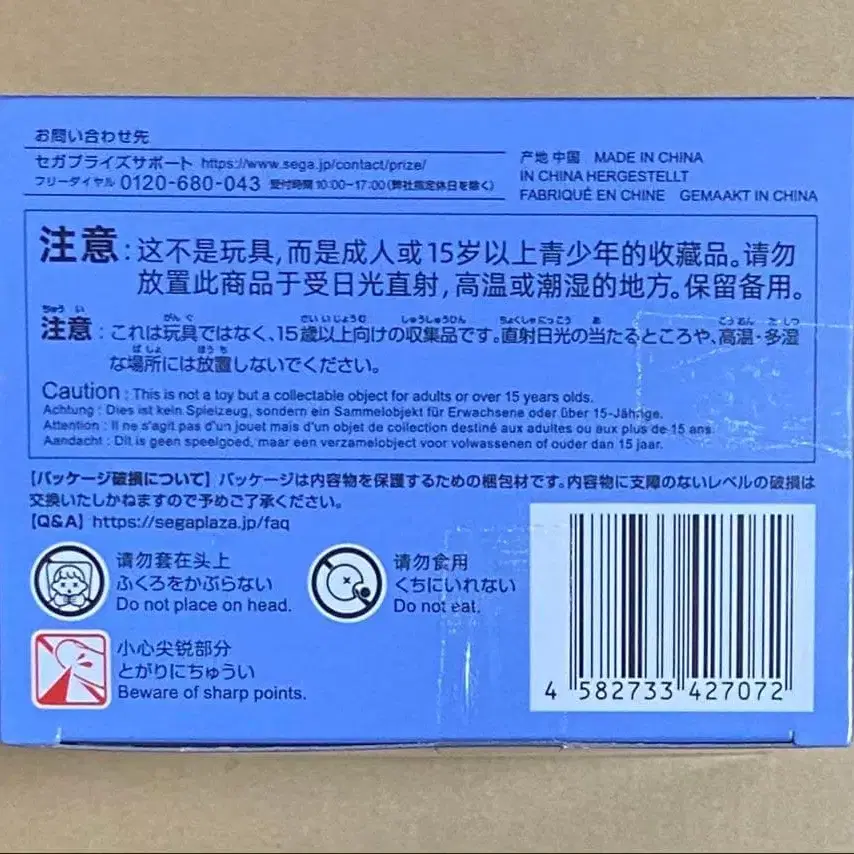 お問い合わせ先
セガプライズサポート https://www.sega.jp/contact/prize/
フリーダイヤル 0120-680-043 受付時間 10:00~17:00(弊社指定休日を除く)
产地 中国 MADE IN CHINA
IN CHINA HERGESTELLT
FABRIQUÉ EN CHINE GEMAAKT IN CHINA
注意:这不是玩具,而是成人或15岁以上青少年的收藏品。请勿
放置此商品于受日光直射,高温或潮湿的地方。保留备用。
注意:これは玩具ではなく、15歳以上向けの収集品です。直射日光の当たるところや、高温・多湿
な場所には放置しないでください。
Caution : This is not a toy but a collectable object for adults or over 15 years olds.
Achtung : Dies ist kein Spielzeug, sondern ein Sammelobjekt für Erwachsene oder über 15-Jährige.
Attention : Il ne s'agit pas d'un jouet mais d'un objet de collection destiné aux adultes ou aux plus de 15 ans.
Aandacht : Dit is geen speelgoed, maar een verzamelobject voor volwassenen of ouder dan 15 jaar.
【パッケージ破損について】パッケージは内容物を保護するための梱包材です。内容物に支障のないレベルの破損は
交換いたしかねますので予めご了承ください。
【Q&A】https://segaplaza.jp/faq
请勿套在头上
ふくろをかぶらない
Do not place on head.
请勿食用
くちにいれない
Do not eat.
小心尖锐部分
とがりにちゅうい
Beware of sharp points.
4 582733 427072